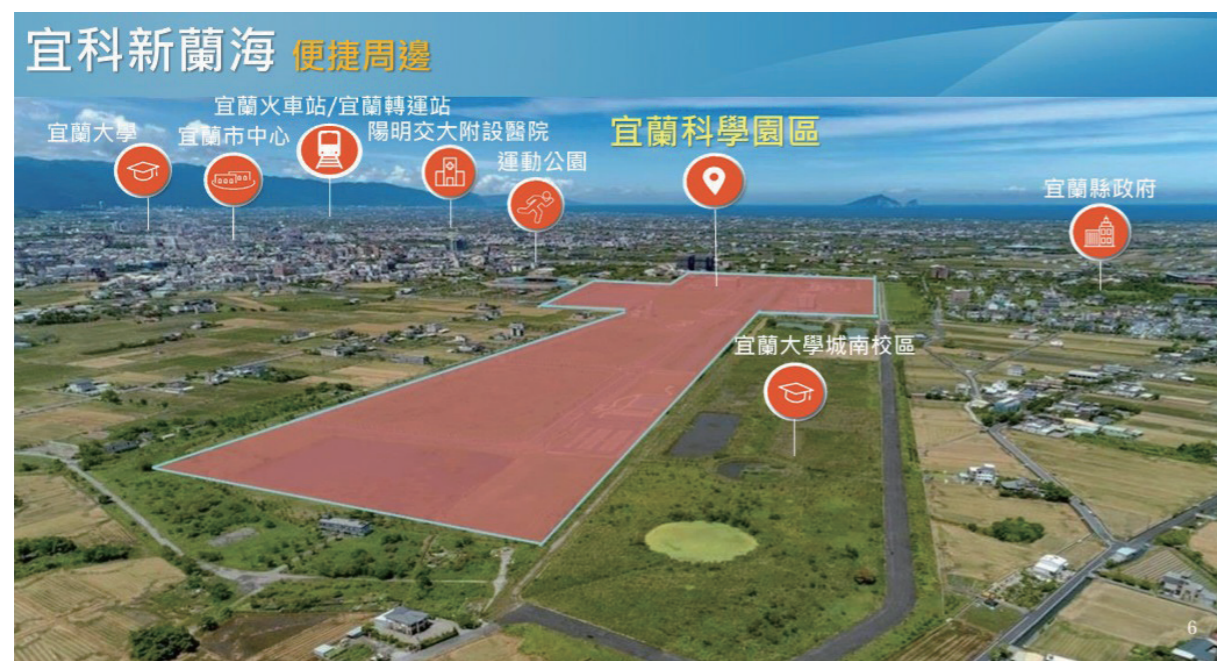 宜科新蘭海 便捷周邊
宜蘭火車站/宜蘭轉運站
宜蘭大學
宜蘭市中心
陽明交大附設醫院
運動公園
宜蘭科學園區
宜蘭縣政府
宜蘭大學城南校區
6